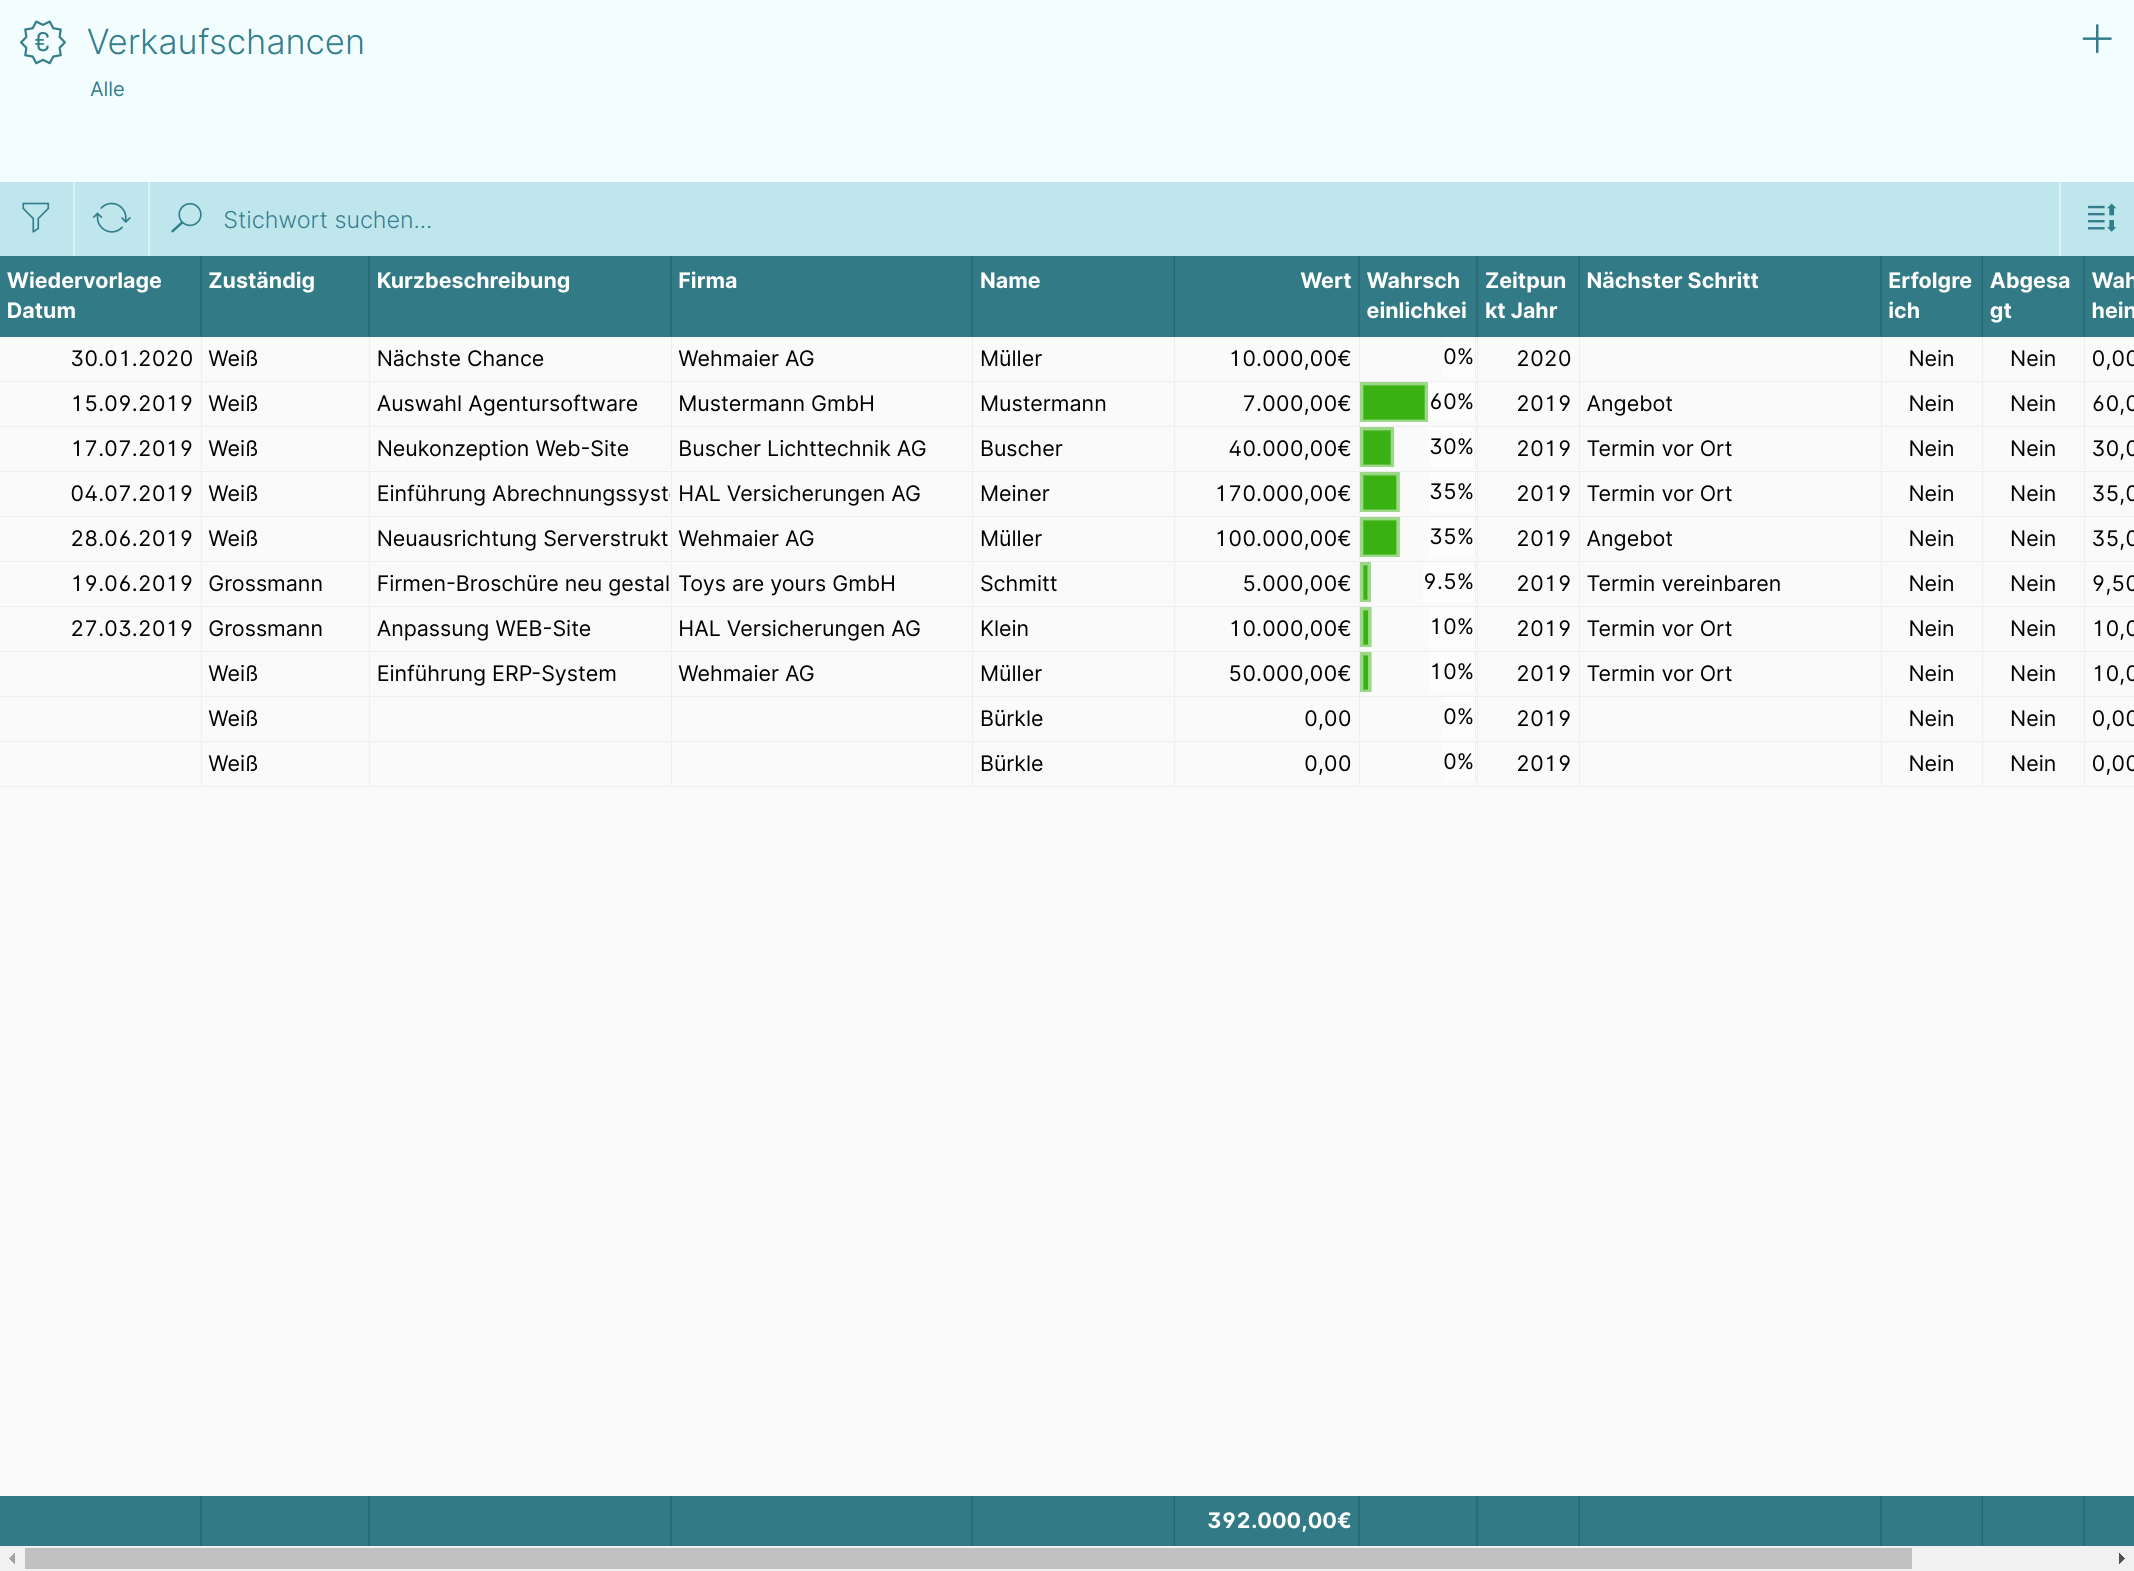 € Verkaufschancen
Alle
Stichwort suchen...
Wiedervorlage Datum Zuständig Kurzbeschreibung Firma Name Wert Wahrscheinlichkei Zeitpunkt Jahr Nächster Schritt Erfolgreich Abgesagt Wah hein
30.01.2020 Weiß Nächste Chance Wehmaier AG Müller 10.000,00€ 0% 2020 Nein Nein 0,00
15.09.2019 Weiß Auswahl Agentursoftware Mustermann GmbH Mustermann 7.000,00€ 60% 2019 Angebot Nein Nein 60,0
17.07.2019 Weiß Neukonzeption Web-Site Buscher Lichttechnik AG Buscher 40.000,00€ 30% 2019 Termin vor Ort Nein Nein 30,0
04.07.2019 Weiß Einführung Abrechnungssyst HAL Versicherungen AG Meiner 170.000,00€ 35% 2019 Termin vor Ort Nein Nein 35,0
28.06.2019 Weiß Neuausrichtung Serverstrukt Wehmaier AG Müller 100.000,00€ 35% 2019 Angebot Nein Nein 35,0
19.06.2019 Grossmann Firmen-Broschüre neu gestal Toys are yours GmbH Schmitt 5.000,00€ 9.5% 2019 Termin vereinbaren Nein Nein 9,50
27.03.2019 Grossmann Anpassung WEB-Site HAL Versicherungen AG Klein 10.000,00€ 10% 2019 Termin vor Ort Nein Nein 10,0
Weiß Einführung ERP-System Wehmaier AG Müller 50.000,00€ 10% 2019 Termin vor Ort Nein Nein 10,0
Weiß Bürkle 0,00 0% 2019 Nein Nein 0,00
Weiß Bürkle 0,00 0% 2019 Nein Nein 0,00
392.000,00€